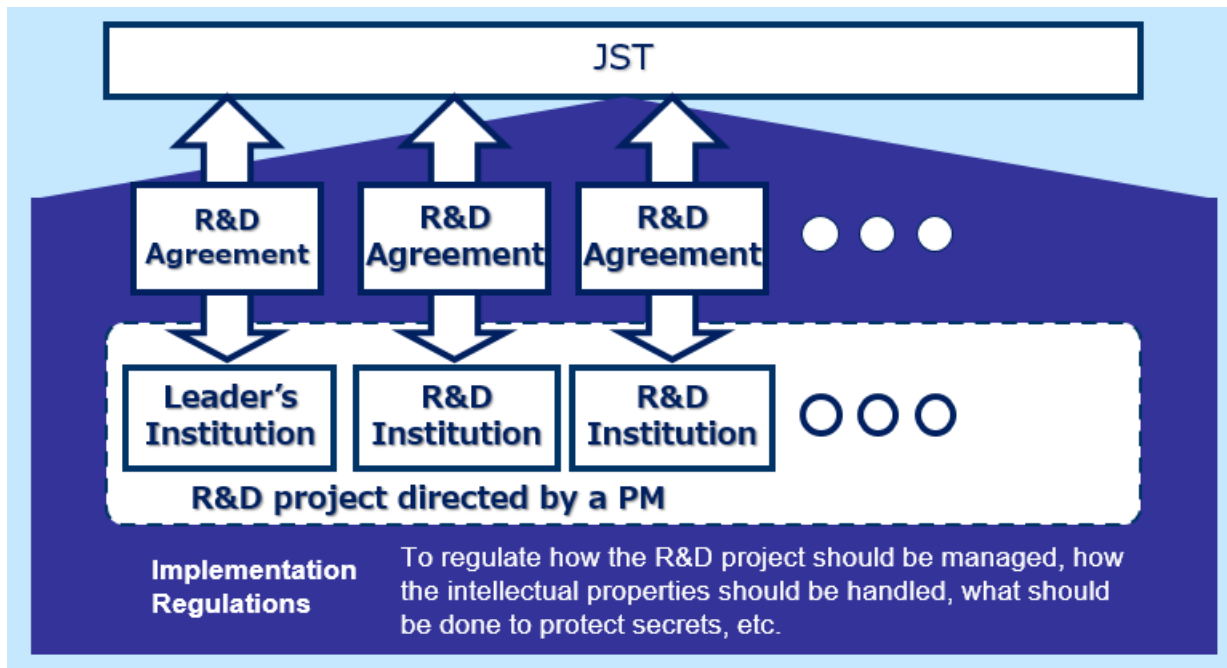 JST
R&D
Agreement
R&D
Agreement
R&D
Agreement
Leader’s
Institution
R&D
Institution
R&D
Institution
R&D project directed by a PM
Implementation
Regulations
To regulate how the R&D project should be managed, how
the intellectual properties should be handled, what should
be done to protect secrets, etc.